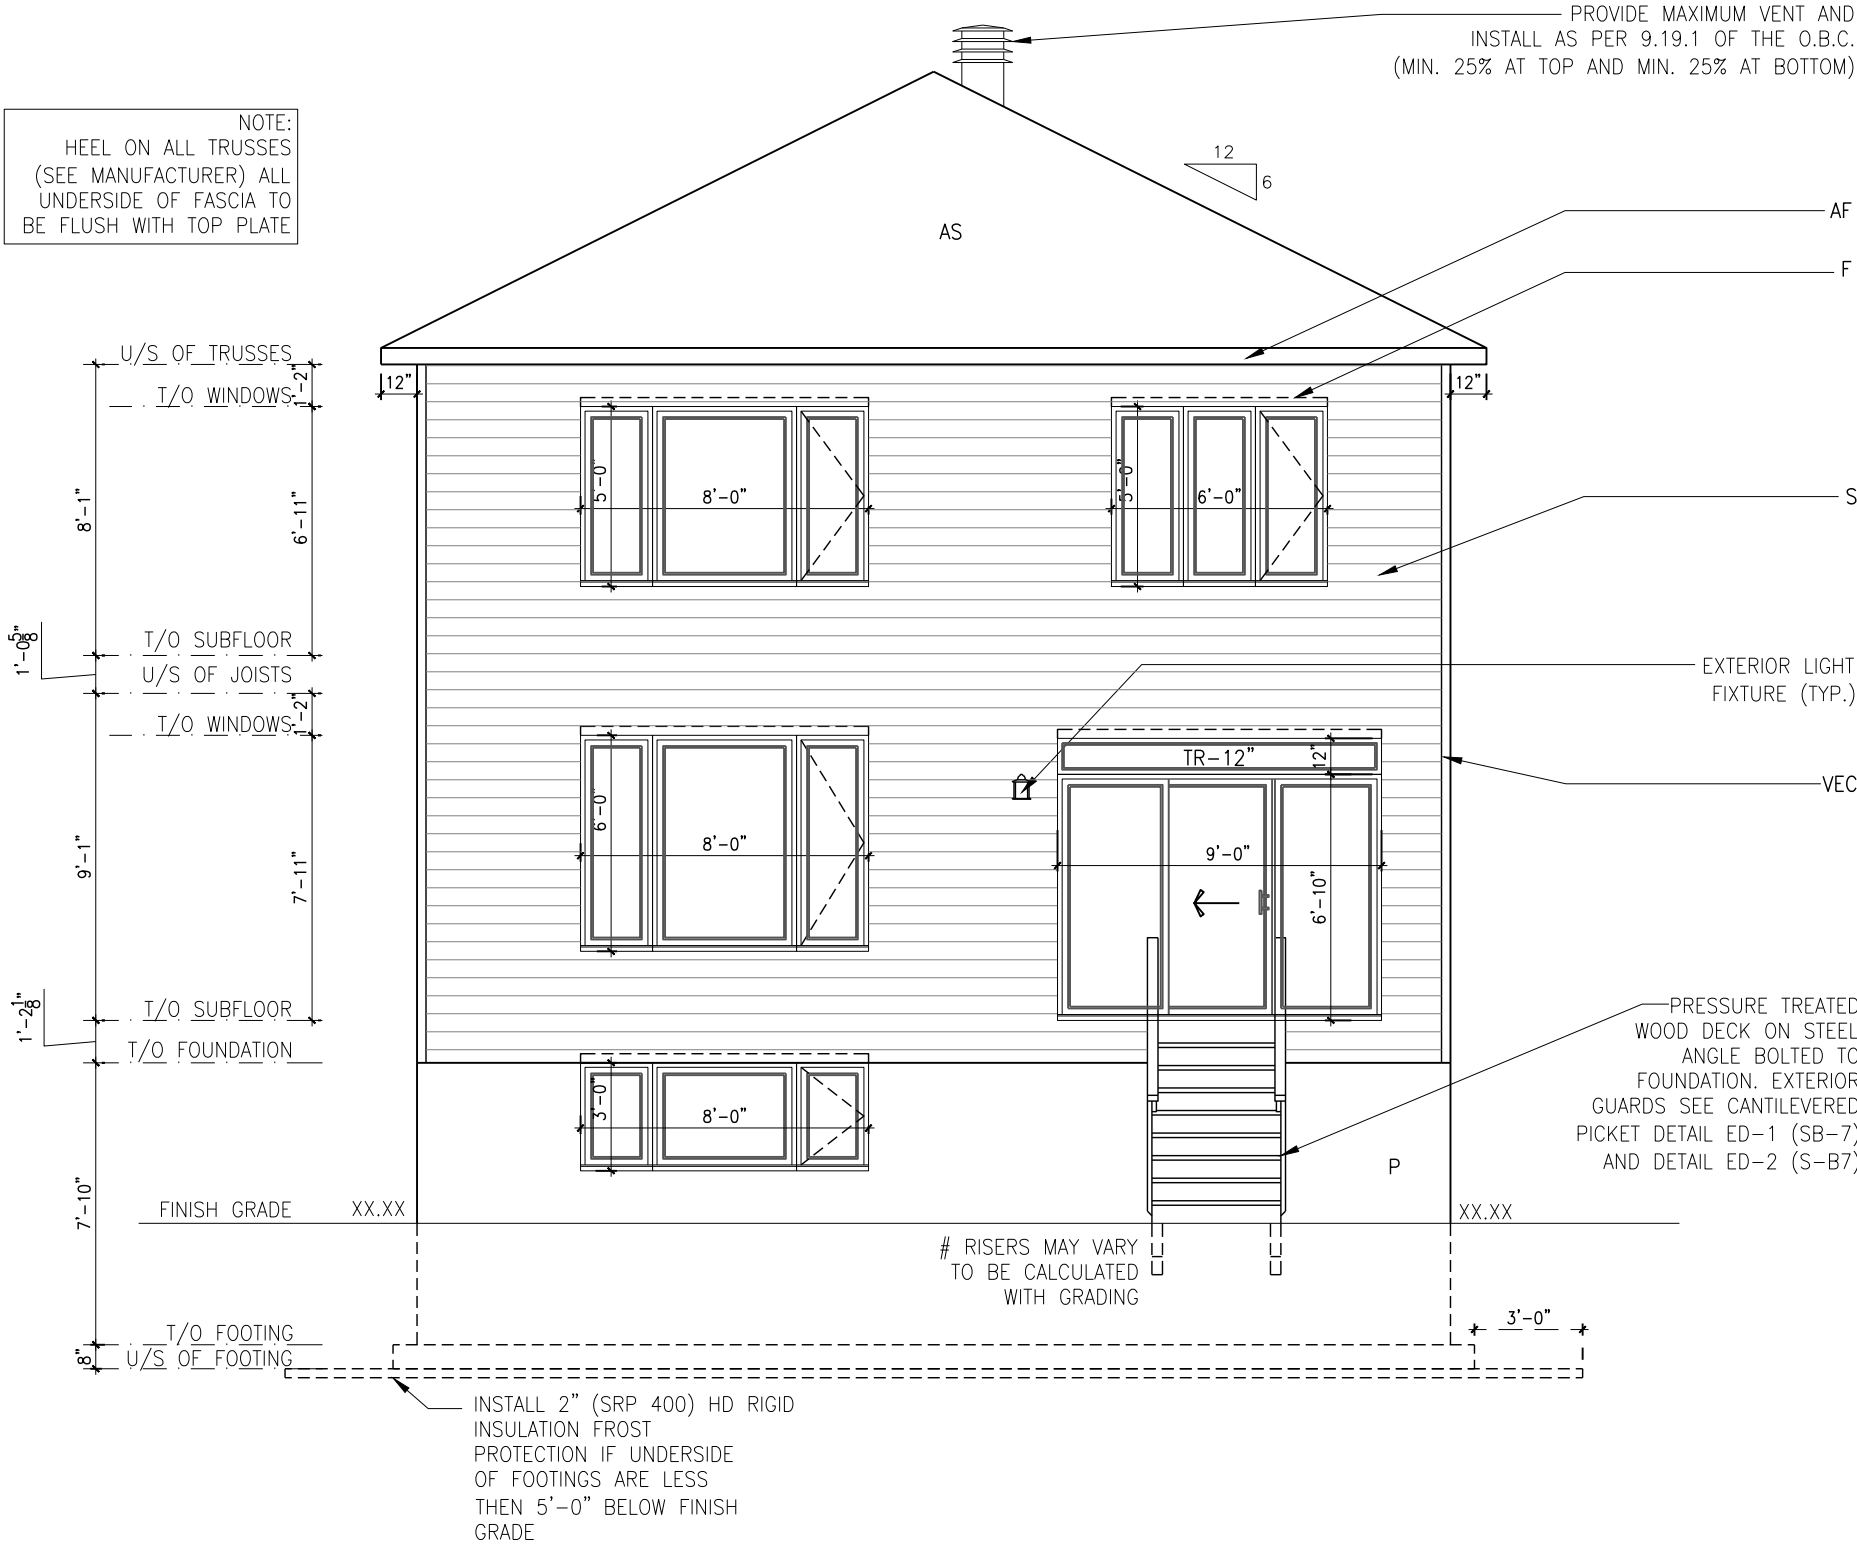 PROVIDE MAXIMUM VENT AND
INSTALL AS PER 9.19.1 OF THE O.B.C.
(MIN. 25% AT TOP AND MIN. 25% AT BOTTOM)
NOTE:
HEEL ON ALL TRUSSES
(SEE MANUFACTURER) ALL
UNDERSIDE OF FASCIA TO
BE FLUSH WITH TOP PLATE
12
6
AS
AF
F
U/S OF TRUSSES
1'-2"
12"
12"
T/O WINDOWS
8'-1"
6'-11"
5'-0"
8'-0"
5'-0"
6'-0"
S
1'-0 5/8"
T/O SUBFLOOR
U/S OF JOISTS
EXTERIOR LIGHT
FIXTURE (TYP.)
T/O WINDOWS
1'-2"
TR-12"
12"
VEC
9'-1"
7'-11"
6'-0"
8'-0"
9'-0"
6'-10"
1'-2 1/8"
T/O SUBFLOOR
T/O FOUNDATION
PRESSURE TREATED
WOOD DECK ON STEEL
ANGLE BOLTED TO
FOUNDATION. EXTERIOR
GUARDS SEE CANTILEVERED
PICKET DETAIL ED-1 (SB-7)
AND DETAIL ED-2 (S-B7)
3'-0"
8'-0"
P
7'-10"
FINISH GRADE
XX.XX
XX.XX
# RISERS MAY VARY
TO BE CALCULATED
WITH GRADING
T/O FOOTING
3'-0"
8"
U/S OF FOOTING
INSTALL 2" (SRP 400) HD RIGID
INSULATION FROST
PROTECTION IF UNDERSIDE
OF FOOTINGS ARE LESS
THEN 5'-0" BELOW FINISH
GRADE